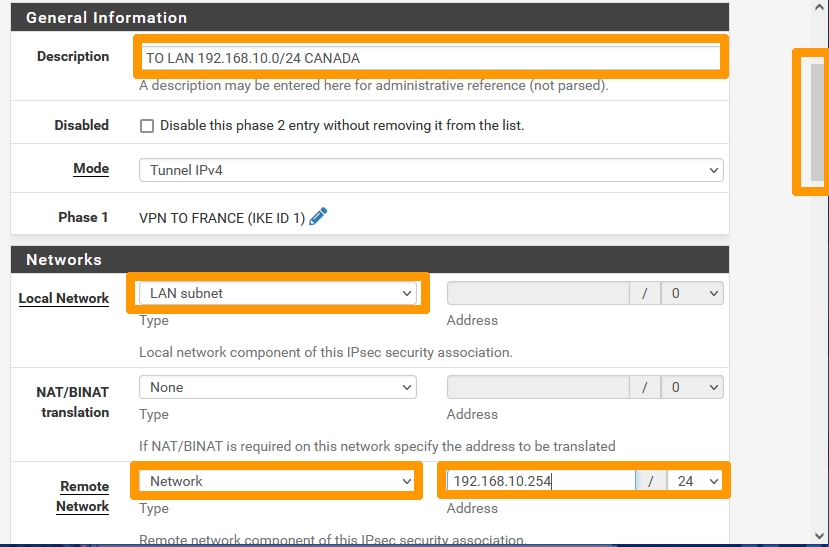 General Information
Description TO LAN 192.168.10.0/24 CANADA
A description may be entered here for administrative reference (not parsed).
Disabled Disable this phase 2 entry without removing it from the list.
Mode Tunnel IPv4
Phase 1 VPN TO FRANCE (IKE ID 1)
Networks
Local Network LAN subnet / 0
Type Address
Local network component of this IPsec security association.
NAT/BINAT translation None / 0
Type Address
If NAT/BINAT is required on this network specify the address to be translated
Remote Network Network 192.168.10.254 / 24
Type Address
Remote network component of this IPsec security association.